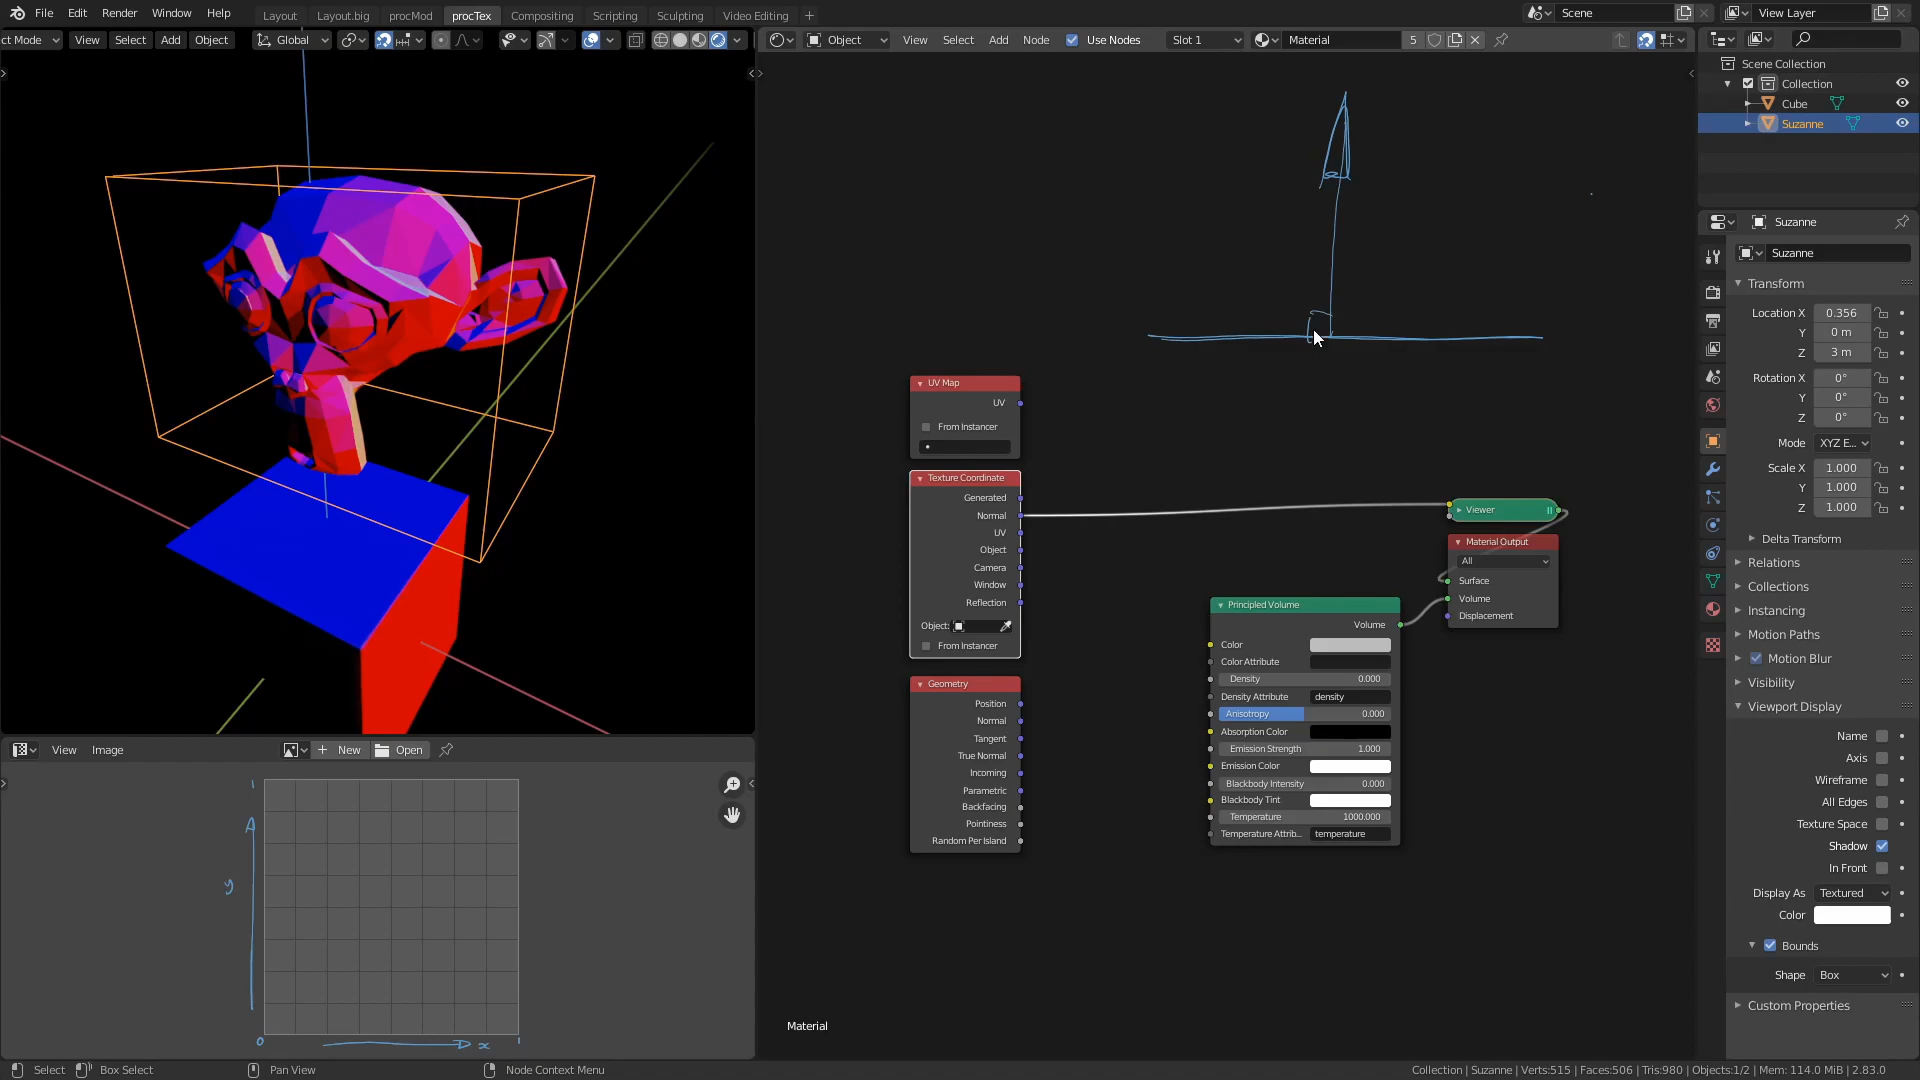 File Edit Render Window Help Layout Layout.big procMod procTex Compositing Scripting Sculpting Video Editing + Scene View Layer
ct Mode View Select Add Object Global Object View Select Add Node Use Nodes Slot 1 Material 5
Scene Collection
Collection
Cube
Suzanne
Suzanne
Suzanne
Transform
Location X 0.356
Y 0 m
Z 3 m
Rotation X 0°
Y 0°
Z 0°
Mode XYZ E...
Scale X 1.000
Y 1.000
Z 1.000
Delta Transform
Relations
Collections
Instancing
Motion Paths
Motion Blur
Visibility
Viewport Display
Name
Axis
Wireframe
All Edges
Texture Space
Shadow
In Front
Display As Textured
Color
Bounds
Shape Box
Custom Properties
UV Map
UV
From Instancer
Texture Coordinate
Generated
Normal
UV
Object
Camera
Window
Reflection
Object:
From Instancer
Geometry
Position
Normal
Tangent
True Normal
Incoming
Parametric
Backfacing
Pointiness
Random Per Island
Viewer
Material Output
All
Surface
Volume
Displacement
Principled Volume
Volume
Color
Color Attribute
Density 0.000
Density Attribute density
Anisotropy 0.000
Absorption Color
Emission Strength 1.000
Emission Color
Blackbody Intensity 0.000
Blackbody Tint
Temperature 1000.000
Temperature Attrib... temperature
Material
View Image New Open
1
y
0 x 1
Select Box Select Pan View Node Context Menu Collection | Suzanne | Verts:515 | Faces:506 | Tris:980 | Objects:1/2 | Mem: 114.0 MiB | 2.83.0